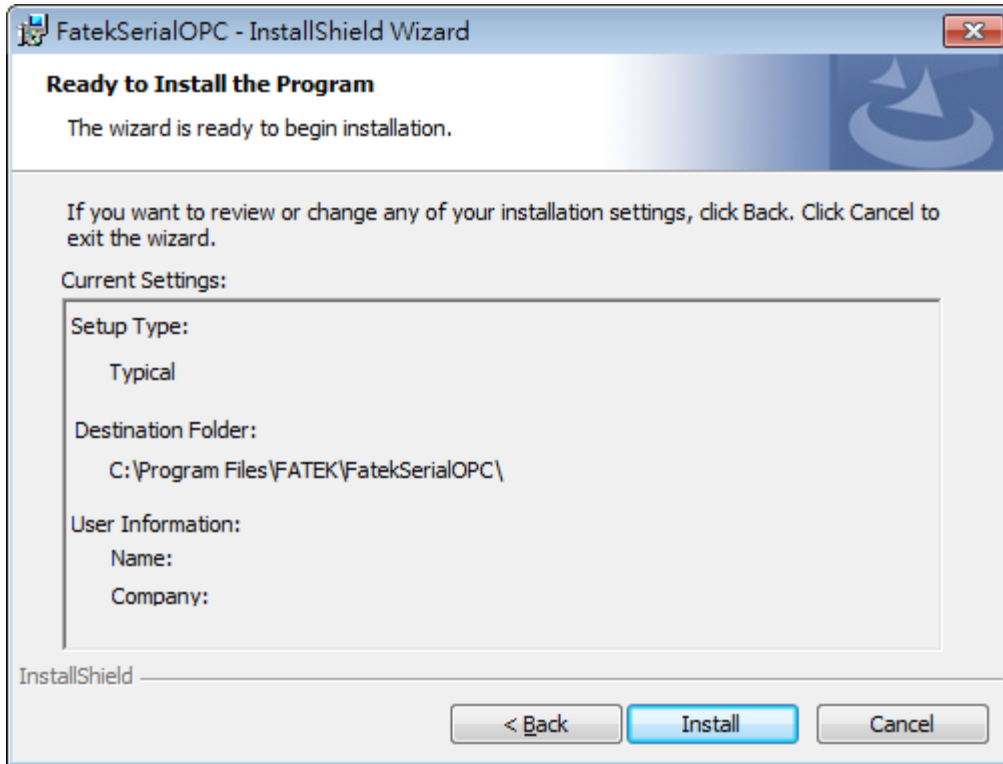 FatekSerialOPC - InstallShield Wizard
Ready to Install the Program
The wizard is ready to begin installation.
If you want to review or change any of your installation settings, click Back. Click Cancel to
exit the wizard.
Current Settings:
Setup Type:
Typical
Destination Folder:
C:\Program Files\FATEK\FatekSerialOPC\
User Information:
Name:
Company:
InstallShield
< Back
Install
Cancel